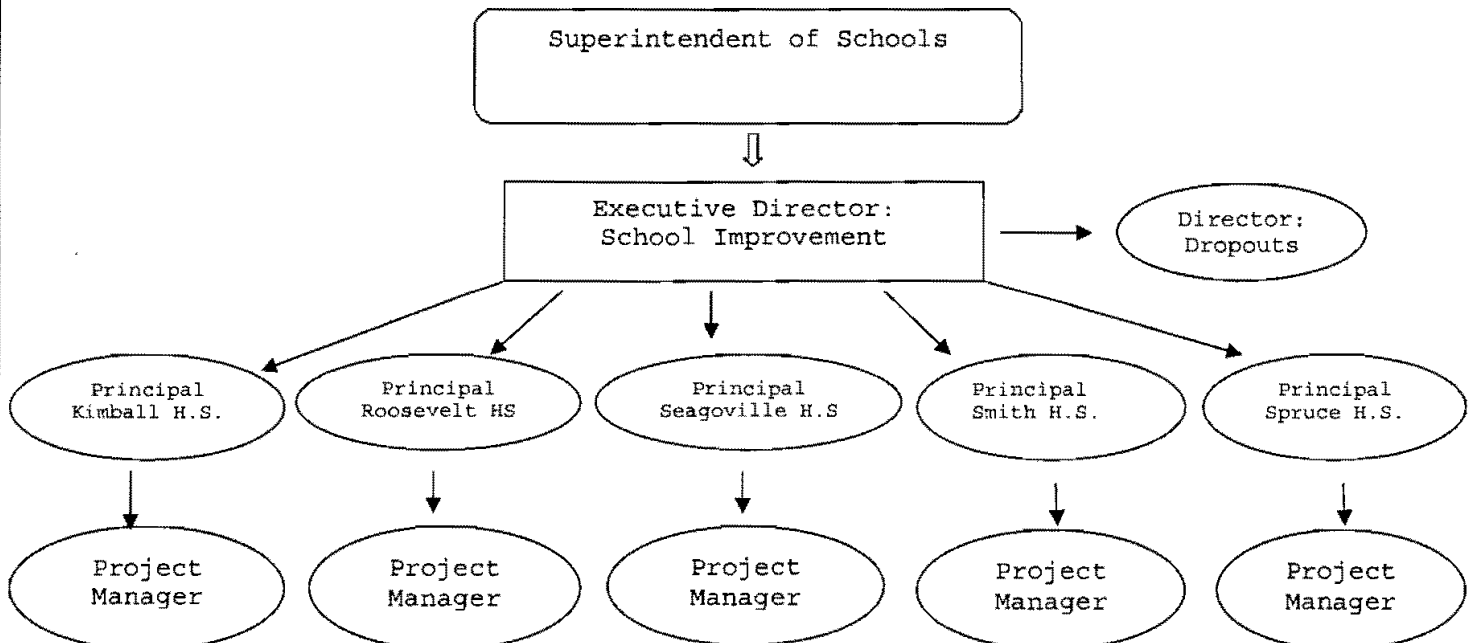 Superintendent of Schools
Executive Director:
School Improvement
Director:
Dropouts
Principal
Kimball H.S.
Principal
Roosevelt HS
Principal
Seagoville H.S
Principal
Smith H.S.
Principal
Spruce H.S.
Project
Manager
Project
Manager
Project
Manager
Project
Manager
Project
Manager